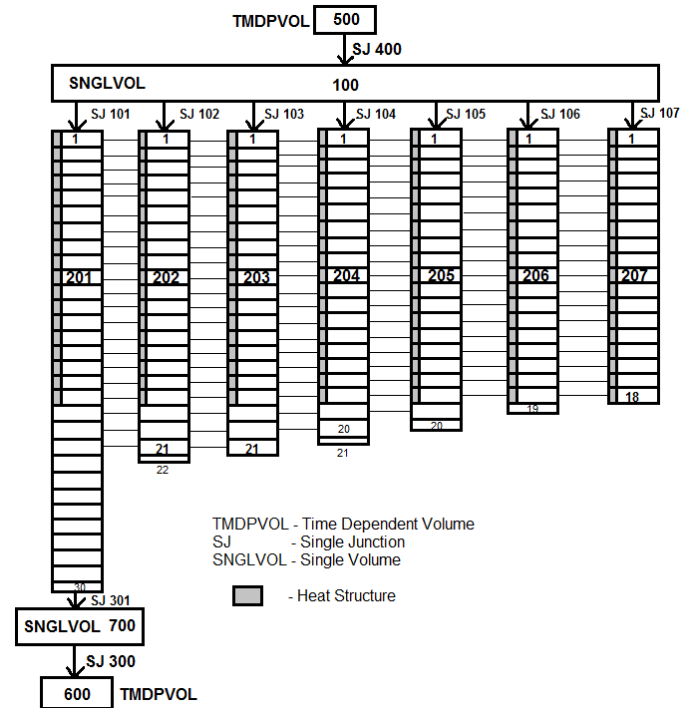 TMDPVOL 500
SJ 400
SNGLVOL 100
SJ 101 SJ 102 SJ 103 SJ 104 SJ 105 SJ 106 SJ 107
1 1 1 1 1 1 1
201 202 203 204 205 206 207
18
19
20 20
21 21 21
22
30
TMDPVOL - Time Dependent Volume
SJ - Single Junction
SNGLVOL - Single Volume
- Heat Structure
SJ 301
SNGLVOL 700
SJ 300
600 TMDPVOL